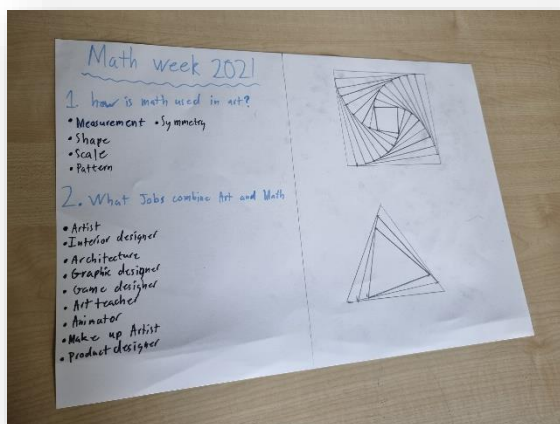 Math week 2021
1. how is math used in art?
• Measurement • Symmetry
• Shape
• Scale
• Pattern
2. What Jobs combine Art and Math
• Artist
• Interior designer
• Architecture
• Graphic designer
• Game designer
• Art teacher
• Animator
• Make up Artist
• product designer